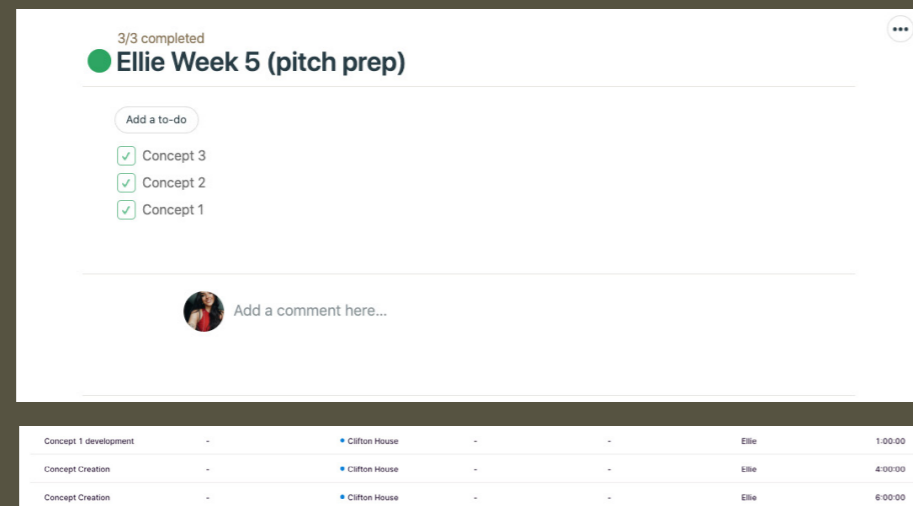 3/3 completed
Ellie Week 5 (pitch prep)
Add a to-do
Concept 3
Concept 2
Concept 1
Add a comment here...
Concept 1 development - Clifton House - - Ellie 1:00:00
Concept Creation - Clifton House - - Ellie 4:00:00
Concept Creation - Clifton House - - Ellie 6:00:00